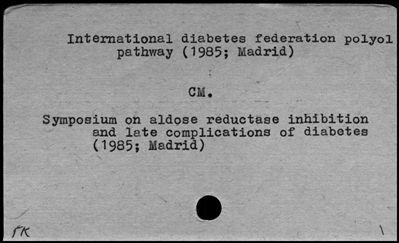 International diabetes federation polyol
pathway (1985; Madrid)
CM.
Symposium on aldose reductase inhibition
and late complications of diabetes
(1985; Madrid)
FK
\